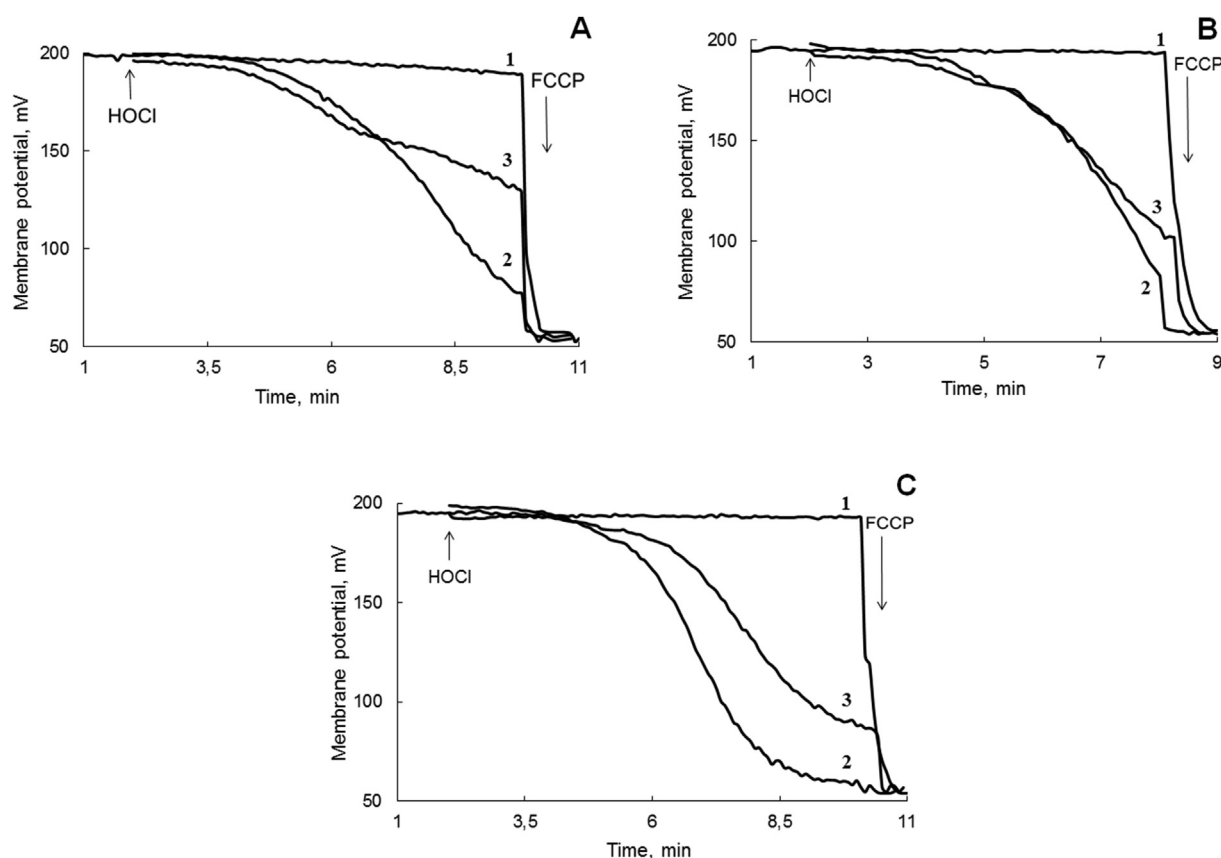 A
Membrane potential, mV
200
150
100
50
HOCl
1
FCCP
3
2
1
3,5
6
8,5
11
Time, min
B
Membrane potential, mV
200
150
100
50
HOCl
1
FCCP
3
2
1
3
5
7
9
Time, min
C
Membrane potential, mV
200
150
100
50
HOCl
1
FCCP
3
2
1
3,5
6
8,5
11
Time, min